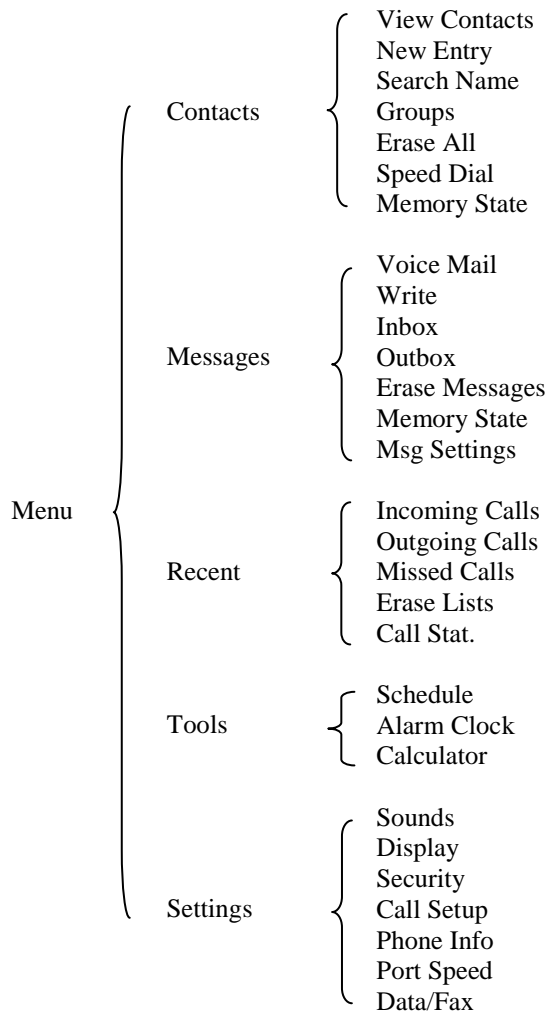 Menu
Contacts
View Contacts
New Entry
Search Name
Groups
Erase All
Speed Dial
Memory State
Messages
Voice Mail
Write
Inbox
Outbox
Erase Messages
Memory State
Msg Settings
Recent
Incoming Calls
Outgoing Calls
Missed Calls
Erase Lists
Call Stat.
Tools
Schedule
Alarm Clock
Calculator
Settings
Sounds
Display
Security
Call Setup
Phone Info
Port Speed
Data/Fax